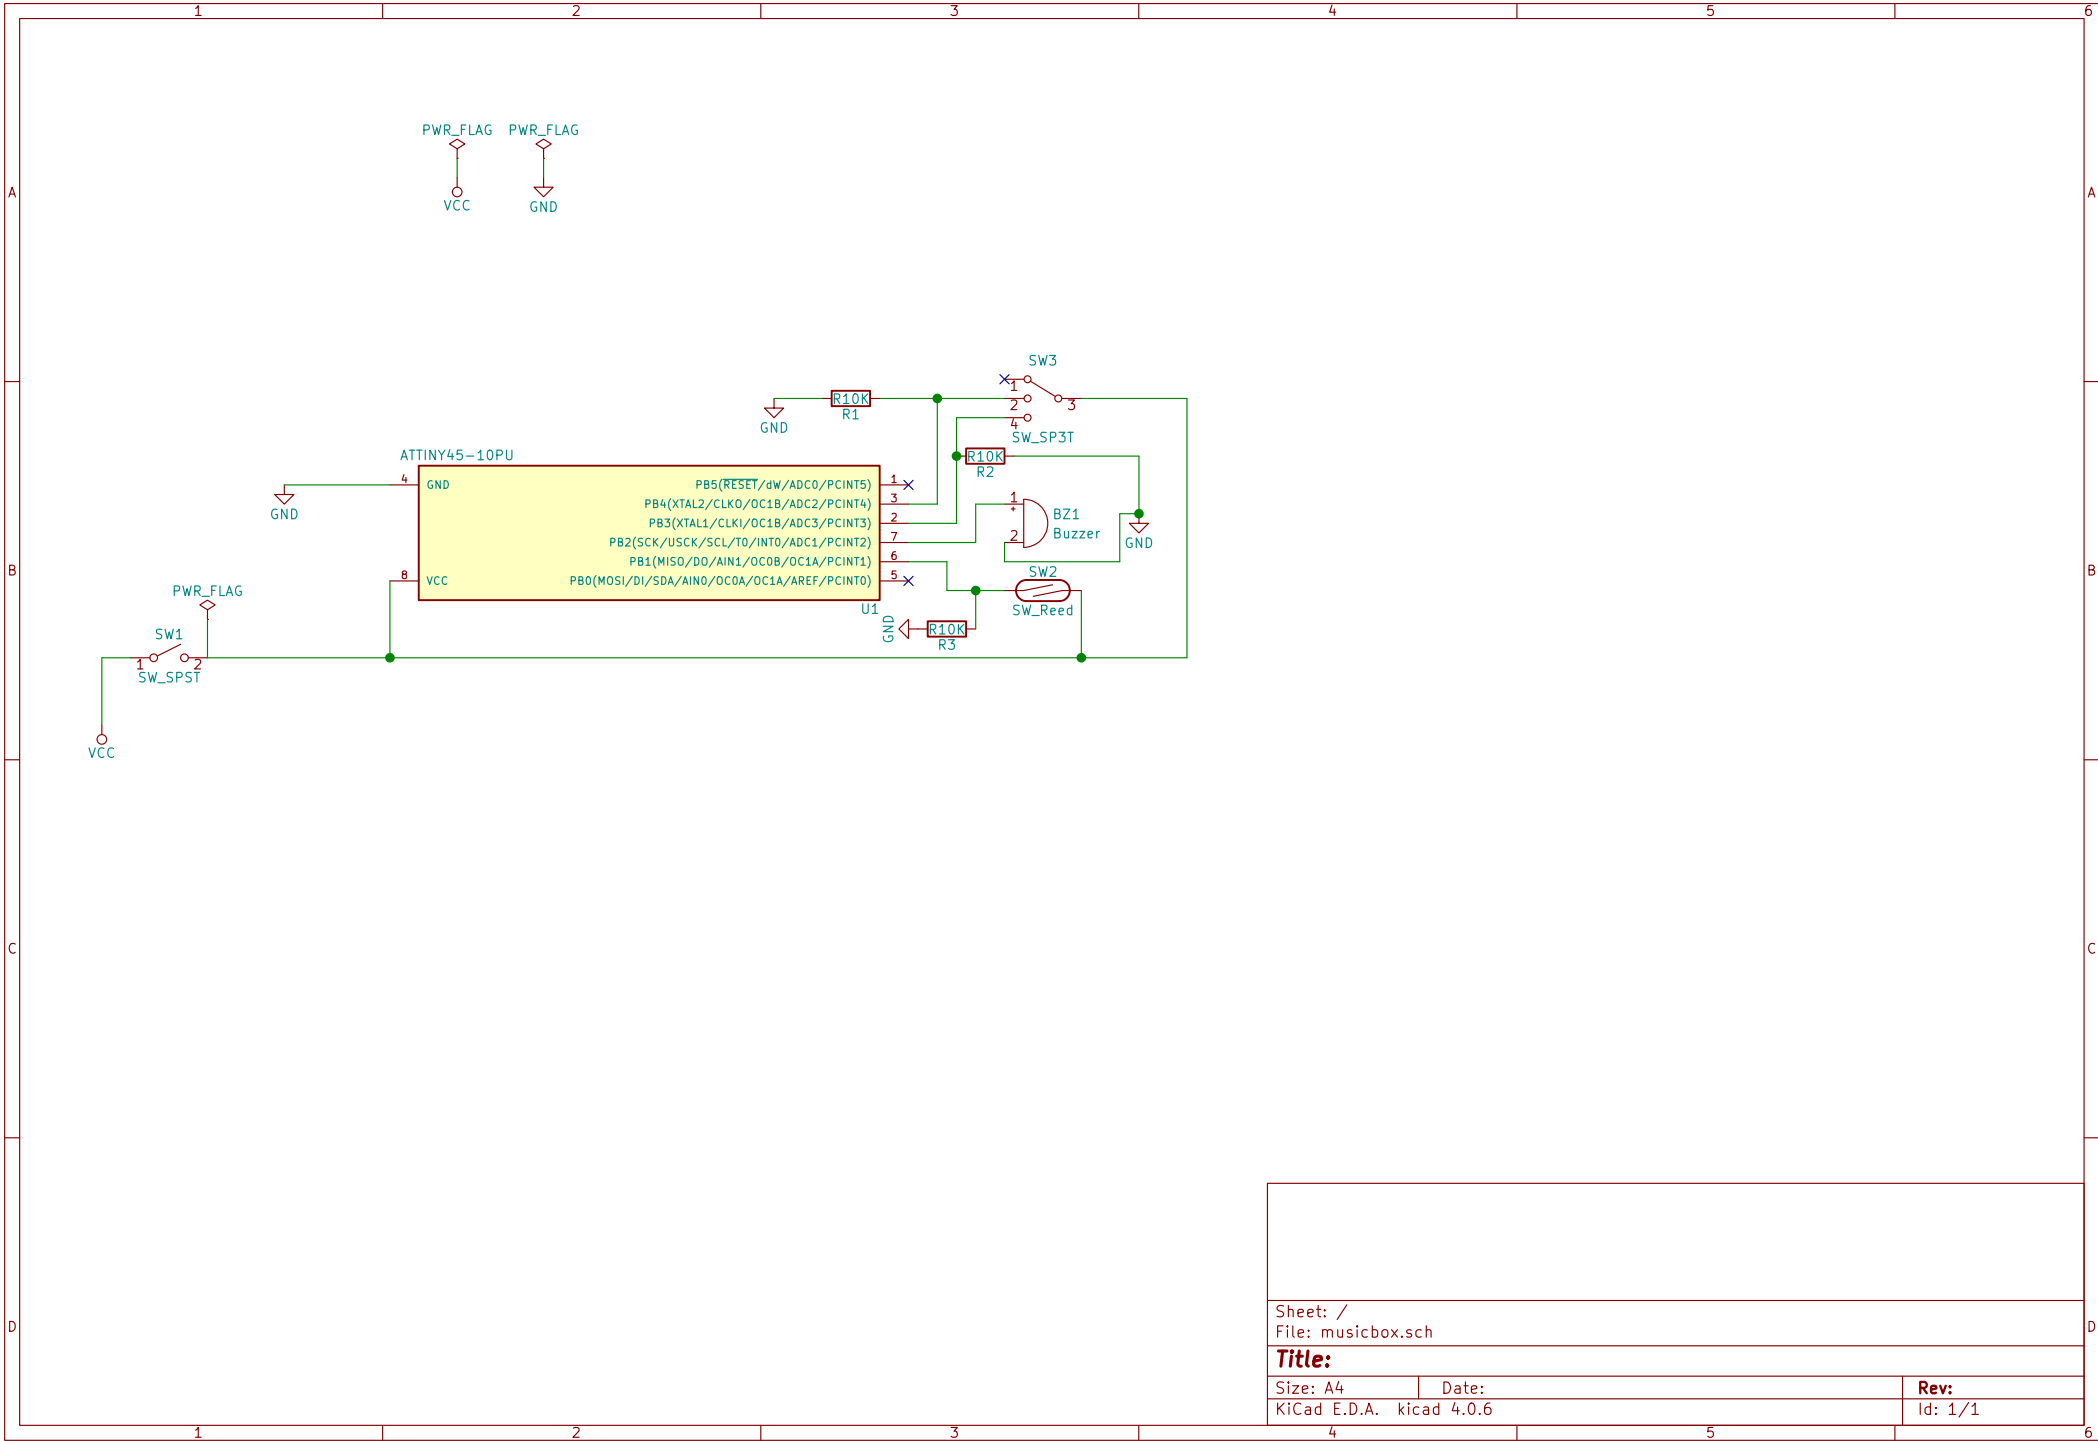 1 2 3 4 5 6
A A
PWR_FLAG PWR_FLAG
VCC GND
SW3
1
2 3
4
SW_SP3T
R10K
R1
GND
R10K
R2
ATTINY45-10PU
4 GND
8 VCC
PB5(RESET/dW/ADC0/PCINT5) 1
PB4(XTAL2/CLKO/OC1B/ADC2/PCINT4) 3
PB3(XTAL1/CLKI/OC1B/ADC3/PCINT3) 2
PB2(SCK/USCK/SCL/T0/INT0/ADC1/PCINT2) 7
PB1(MISO/DO/AIN1/OC0B/OC1A/PCINT1) 6
PB0(MOSI/DI/SDA/AIN0/OC0A/OC1A/AREF/PCINT0) 5
U1
GND
1
+
2
BZ1
Buzzer
GND
B B
SW2
SW_Reed
GND
R10K
R3
PWR_FLAG
SW1
1 2
SW_SPST
VCC
C C
D D
Sheet: /
File: musicbox.sch
Title:
Size: A4 Date: Rev:
KiCad E.D.A. kicad 4.0.6 Id: 1/1
1 2 3 4 5 6